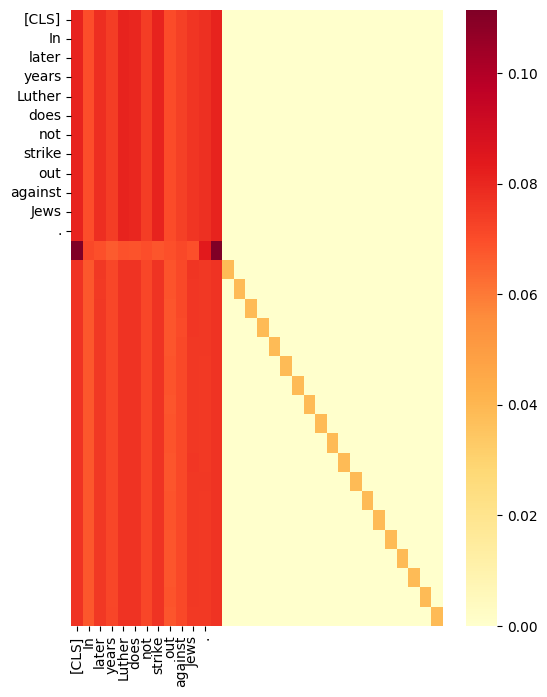 [CLS]
In
later
years
Luther
does
not
strike
out
against
Jews
.
0.10
0.08
0.06
0.04
0.02
0.00
[CLS]
In
later
years
Luther
does
not
strike
out
against
Jews
.